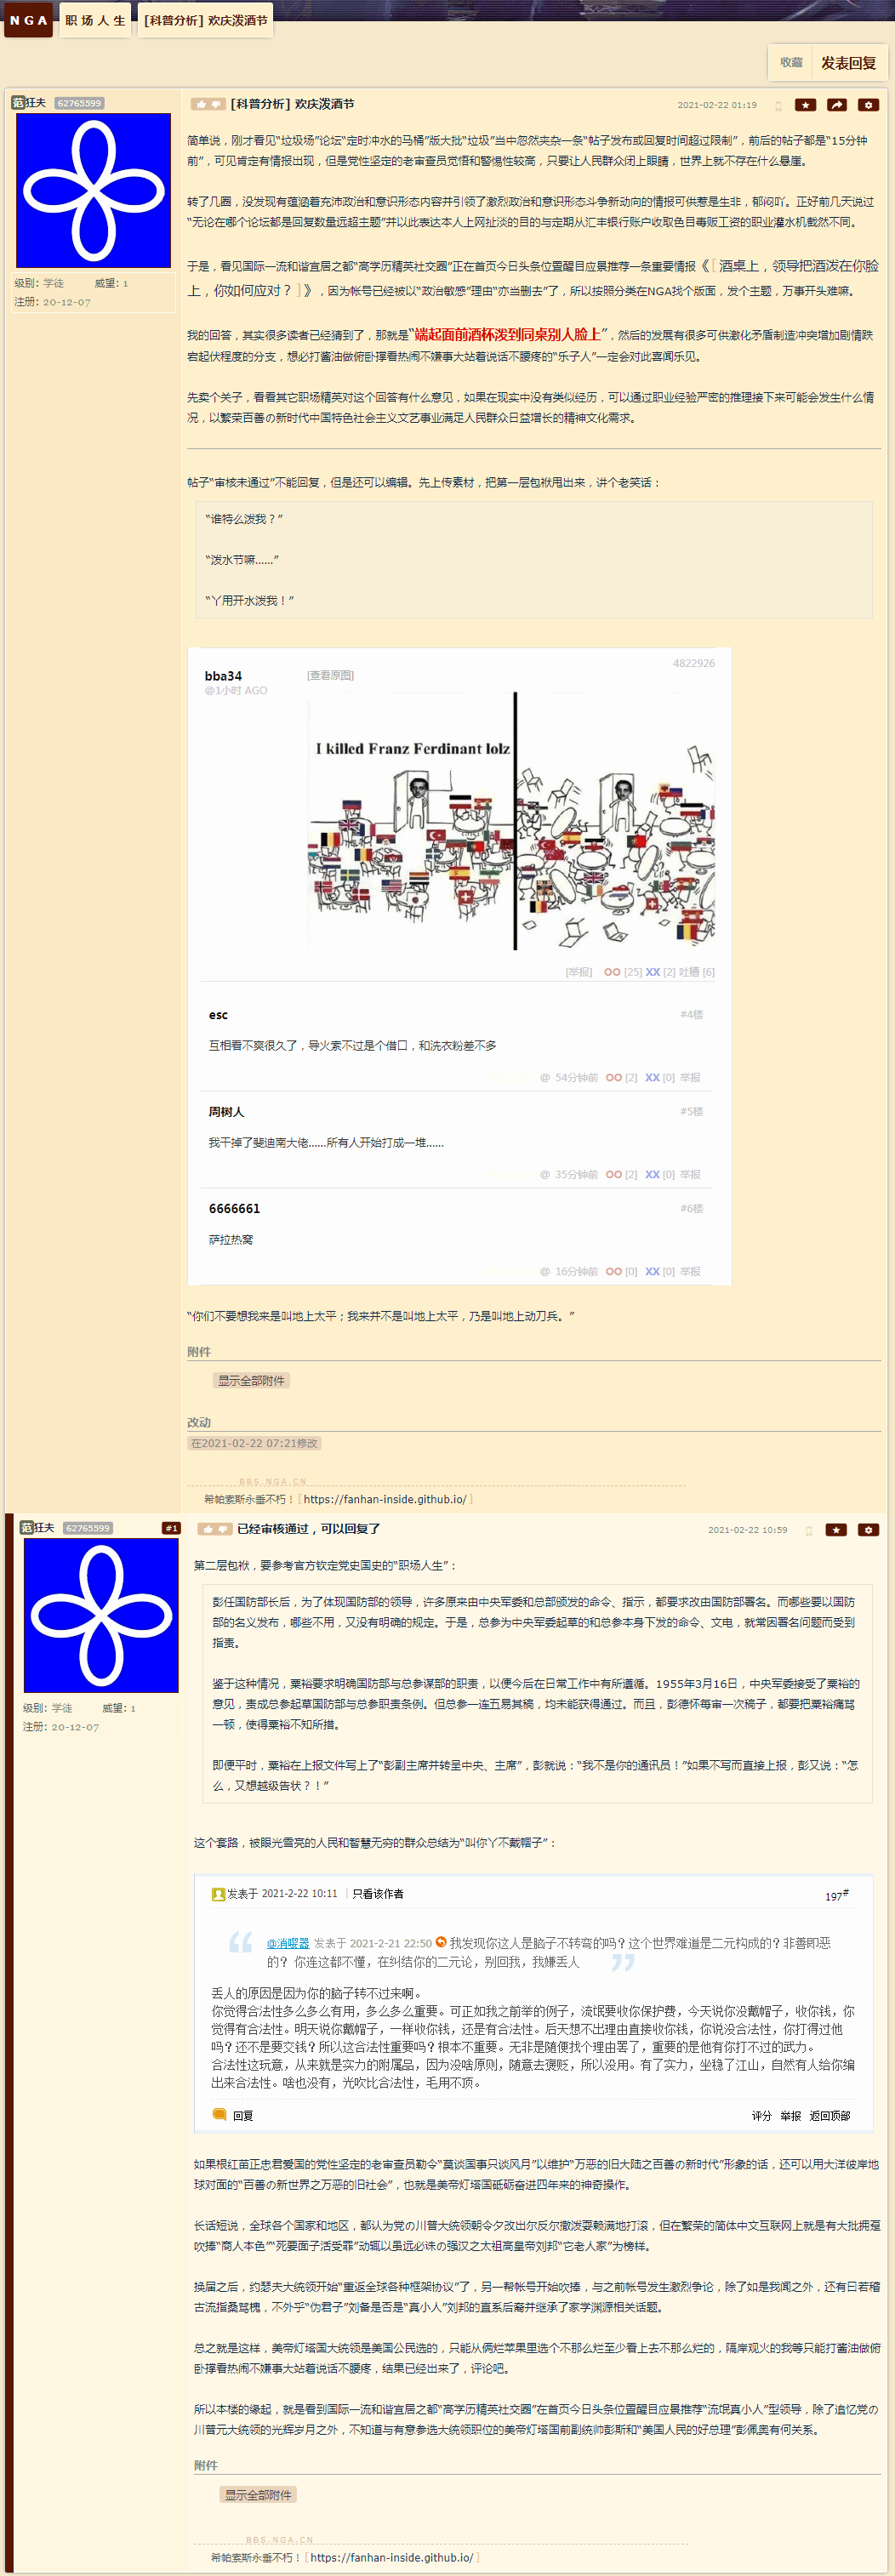 NGA 职场人生 [科普分析] 欢庆泼酒节
收藏 发表回复
范狂夫 62765599
级别: 学徒 威望: 1
注册: 20-12-07
[科普分析] 欢庆泼酒节 2021-02-22 01:19
简单说，刚才看见“垃圾场”论坛“定时冲水的马桶”版大批“垃圾”当中忽然夹杂一条“帖子发布或回复时间超过限制”，前后的帖子都是“15分钟
前”，可见肯定有情报出现，但是党性坚定的老审查员觉悟和警惕性较高，只要让人民群众闭上眼睛，世界上就不存在什么悬崖。
转了几圈，没发现有蕴涵着充沛政治和意识形态内容并引领了激烈政治和意识形态斗争新动向的情报可供惹是生非，郁闷吖。正好前几天说过
“无论在哪个论坛都是回复数量远超主题”并以此表达本人上网扯淡的目的与定期从汇丰银行账户收取色目毒贩工资的职业灌水机截然不同。
于是，看见国际一流和谐宜居之都“高学历精英社交圈”正在首页今日头条位置醒目应景推荐一条重要情报《[ 酒桌上，领导把酒泼在你脸
上，你如何应对？]》，因为帐号已经被以“政治敏感”理由“亦当删去”了，所以按照分类在NGA找个版面，发个主题，万事开头难嘛。
我的回答，其实很多读者已经猜到了，那就是“端起面前酒杯泼到同桌别人脸上”，然后的发展有很多可供激化矛盾制造冲突增加剧情跌
宕起伏程度的分支，想必打酱油做俯卧撑看热闹不嫌事大站着说话不腰疼的“乐子人”一定会对此喜闻乐见。
先卖个关子，看看其它职场精英对这个回答有什么意见，如果在现实中没有类似经历，可以通过职业经验严密的推理接下来可能会发生什么情
况，以繁荣百善の新时代中国特色社会主义文艺事业满足人民群众日益增长的精神文化需求。
帖子“审核未通过”不能回复，但是还可以编辑。先上传素材，把第一层包袱甩出来，讲个老笑话：
“谁特么泼我？”
“泼水节嘛……”
“丫用开水泼我！”
bba34 [查看原图] 4822926
@1小时 AGO
I killed Franz Ferdinant lolz
[举报] OO [25] XX [2] 吐槽 [6]
esc #4楼
互相看不爽很久了，导火索不过是个借口，和洗衣粉差不多
@ 54分钟前 OO [2] XX [0] 举报
周树人 #5楼
我干掉了斐迪南大佬……所有人开始打成一堆……
@ 35分钟前 OO [2] XX [0] 举报
6666661 #6楼
萨拉热窝
@ 16分钟前 OO [0] XX [0] 举报
“你们不要想我来是叫地上太平；我来并不是叫地上太平，乃是叫地上动刀兵。”
附件
显示全部附件
改动
在2021-02-22 07:21修改
BBS.NGA.CN
希帕索斯永垂不朽！[ https://fanhan-inside.github.io/ ]
范狂夫 62765599 #1
级别: 学徒 威望: 1
注册: 20-12-07
已经审核通过，可以回复了 2021-02-22 10:59
第二层包袱，要参考官方钦定党史国史的“职场人生”：
彭任国防部长后，为了体现国防部的领导，许多原来由中央军委和总部颁发的命令、指示，都要求改由国防部署名。而哪些要以国防
部的名义发布，哪些不用，又没有明确的规定。于是，总参为中央军委起草的和总参本身下发的命令、文电，就常因署名问题而受到
指责。
鉴于这种情况，粟裕要求明确国防部与总参谋部的职责，以便今后在日常工作中有所遵循。1955年3月16日，中央军委接受了粟裕的
意见，责成总参起草国防部与总参职责条例。但总参一连五易其稿，均未能获得通过。而且，彭德怀每审一次稿子，都要把粟裕痛骂
一顿，使得粟裕不知所措。
即便平时，粟裕在上报文件写上了“彭副主席并转呈中央、主席”，彭就说：“我不是你的通讯员！”如果不写而直接上报，彭又说：“怎
么，又想越级告状？！”
这个套路，被眼光雪亮的人民和智慧无穷的群众总结为“叫你丫不戴帽子”：
发表于 2021-2-22 10:11 | 只看该作者 197#
@消嘤器 发表于 2021-2-21 22:50 我发现你这人是脑子不转弯的吗？这个世界难道是二元构成的？非善即恶
的？ 你连这都不懂，在纠结你的二元论，别回我，我嫌丢人
丢人的原因是因为你的脑子转不过来啊。
你觉得合法性多么多么有用，多么多么重要。可正如我之前举的例子，流氓要收你保护费，今天说你没戴帽子，收你钱，你
觉得有合法性。明天说你戴帽子，一样收你钱，还是有合法性。后天想不出理由直接收你钱，你说没合法性，你打得过他
吗？还不是要交钱？所以这合法性重要吗？根本不重要。无非是随便找个理由罢了，重要的是他有你打不过的武力。
合法性这玩意，从来就是实力的附属品，因为没啥原则，随意去褒贬，所以没用。有了实力，坐稳了江山，自然有人给你编
出来合法性。啥也没有，光吹比合法性，毛用不顶。
回复 评分 举报 返回顶部
如果根红苗正忠君爱国的党性坚定的老审查员勒令“莫谈国事只谈风月”以维护“万恶的旧大陆之百善の新时代”形象的话，还可以用大洋彼岸地
球对面的“百善の新世界之万恶的旧社会”，也就是美帝灯塔国砥砺奋进四年来的神奇操作。
长话短说，全球各个国家和地区，都认为党の川普大统领朝令夕改出尔反尔撒泼耍赖满地打滚，但在繁荣的简体中文互联网上就是有大批拥趸
吹捧“商人本色”“死要面子活受罪”动辄以虽远必诛の强汉之太祖高皇帝刘邦“它老人家”为榜样。
换届之后，约瑟夫大统领开始“重返全球各种框架协议”了，另一帮帐号开始吹捧，与之前帐号发生激烈争论，除了如是我闻之外，还有曰若稽
古流指桑骂槐，不外乎“伪君子”刘备是否是“真小人”刘邦的直系后裔并继承了家学渊源相关话题。
总之就是这样，美帝灯塔国大统领是美国公民选的，只能从俩烂苹果里选个不那么烂至少看上去不那么烂的，隔岸观火的我等只能打酱油做俯
卧撑看热闹不嫌事大站着说话不腰疼，结果已经出来了，评论吧。
所以本楼的缘起，就是看到国际一流和谐宜居之都“高学历精英社交圈”在首页今日头条位置醒目应景推荐“流氓真小人”型领导，除了追忆党の
川普元大统领的光辉岁月之外，不知道与有意参选大统领职位的美帝灯塔国前副统帅彭斯和“美国人民的好总理”彭佩奥有何关系。
附件
显示全部附件
BBS.NGA.CN
希帕索斯永垂不朽！[ https://fanhan-inside.github.io/ ]